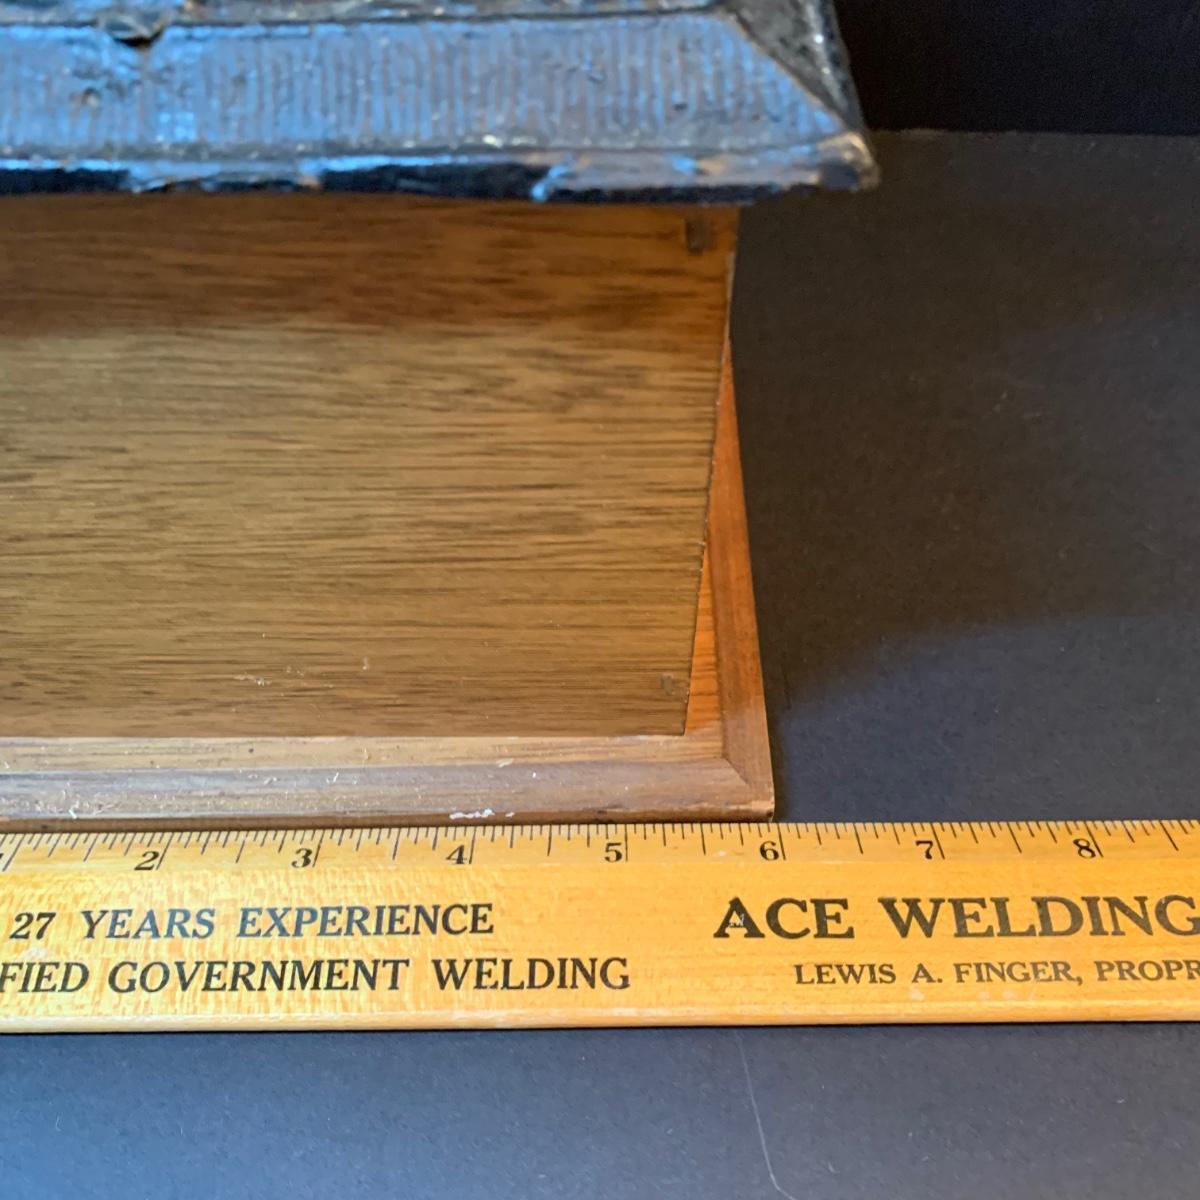 2 3 4 5 6 7 8
27 YEARS EXPERIENCE
FIED GOVERNMENT WELDING
ACE WELDING
LEWIS A. FINGER, PROPR